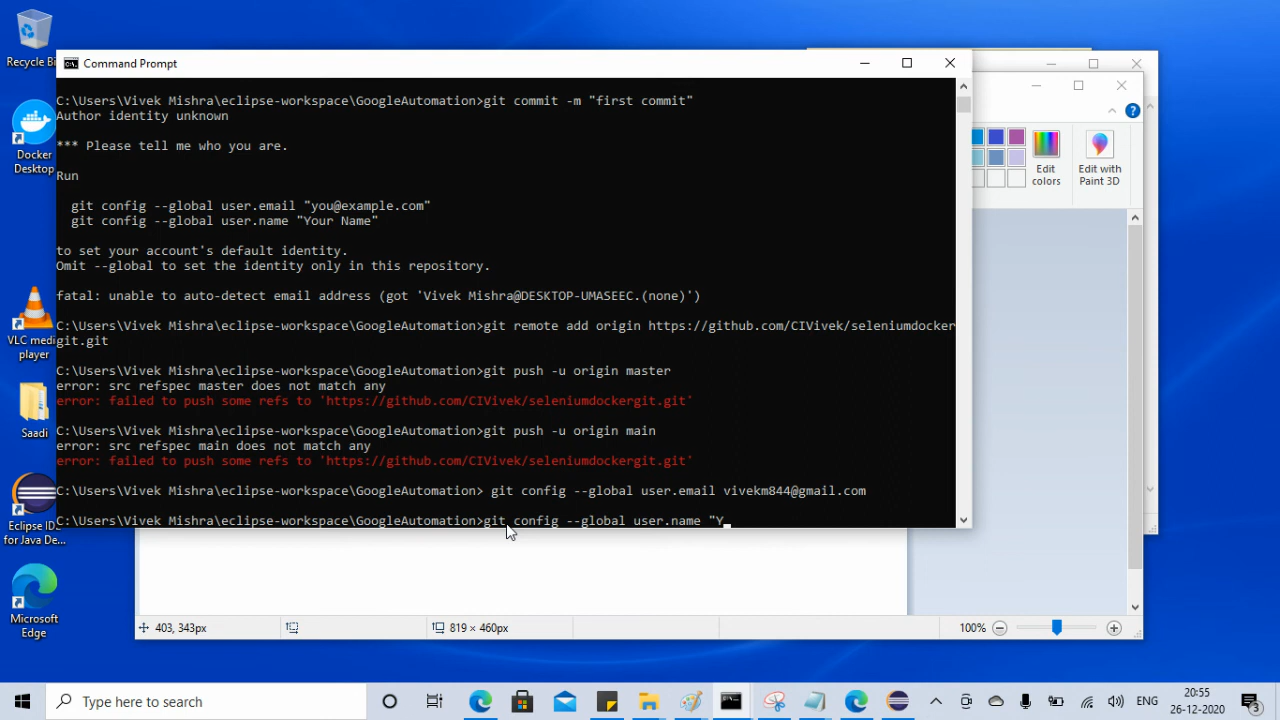 Recycle Bi
Command Prompt
C:\Users\Vivek Mishra\eclipse-workspace\GoogleAutomation>git commit -m "first commit"
Author identity unknown
*** Please tell me who you are.
Run
git config --global user.email "you@example.com"
git config --global user.name "Your Name"
to set your account's default identity.
Omit --global to set the identity only in this repository.
fatal: unable to auto-detect email address (got 'Vivek Mishra@DESKTOP-UMASEEC.(none)')
C:\Users\Vivek Mishra\eclipse-workspace\GoogleAutomation>git remote add origin https://github.com/CIVivek/seleniumdocker
git.git
C:\Users\Vivek Mishra\eclipse-workspace\GoogleAutomation>git push -u origin master
error: src refspec master does not match any
error: failed to push some refs to 'https://github.com/CIVivek/seleniumdockergit.git'
C:\Users\Vivek Mishra\eclipse-workspace\GoogleAutomation>git push -u origin main
error: src refspec main does not match any
error: failed to push some refs to 'https://github.com/CIVivek/seleniumdockergit.git'
C:\Users\Vivek Mishra\eclipse-workspace\GoogleAutomation> git config --global user.email vivekm844@gmail.com
C:\Users\Vivek Mishra\eclipse-workspace\GoogleAutomation>git config --global user.name "Y
Docker
Desktop
VLC medi
player
Saadi
Eclipse IDE
for Java De...
Microsoft
Edge
Edit
colors
Edit with
Paint 3D
403, 343px
819 × 460px
100%
Type here to search
ENG
20:55
26-12-2020
3